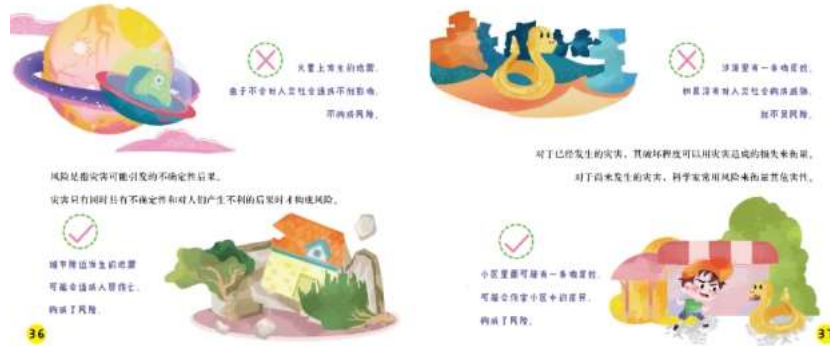 火星上发生的地震，
由于不会对人类社会造成不利影响，
不构成风险。
风险是指灾害可能引发的不确定性后果。
灾害只有同时具有不确定性和对人们产生不利的后果时才构成风险。
城市附近发生的地震
可能会造成人员伤亡，
构成了风险。
36
沙漠里有一条响尾蛇，
如果没有对人类社会构成威胁，
就不算风险。
对于已经发生的灾害，其破坏程度可以用灾害造成的损失来衡量。
对于尚未发生的灾害，科学家常用风险来衡量其危害性。
小区里面可能有一条响尾蛇，
可能会伤害小区中的居民，
构成了风险。
37